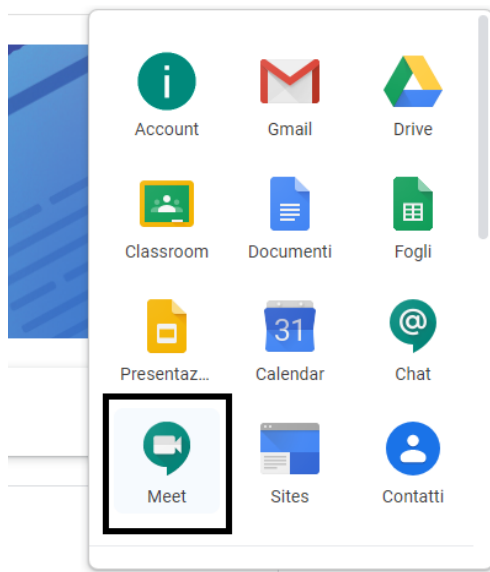 Account Gmail Drive
Classroom Documenti Fogli
31 @
Presentaz... Calendar Chat
Meet Sites Contatti